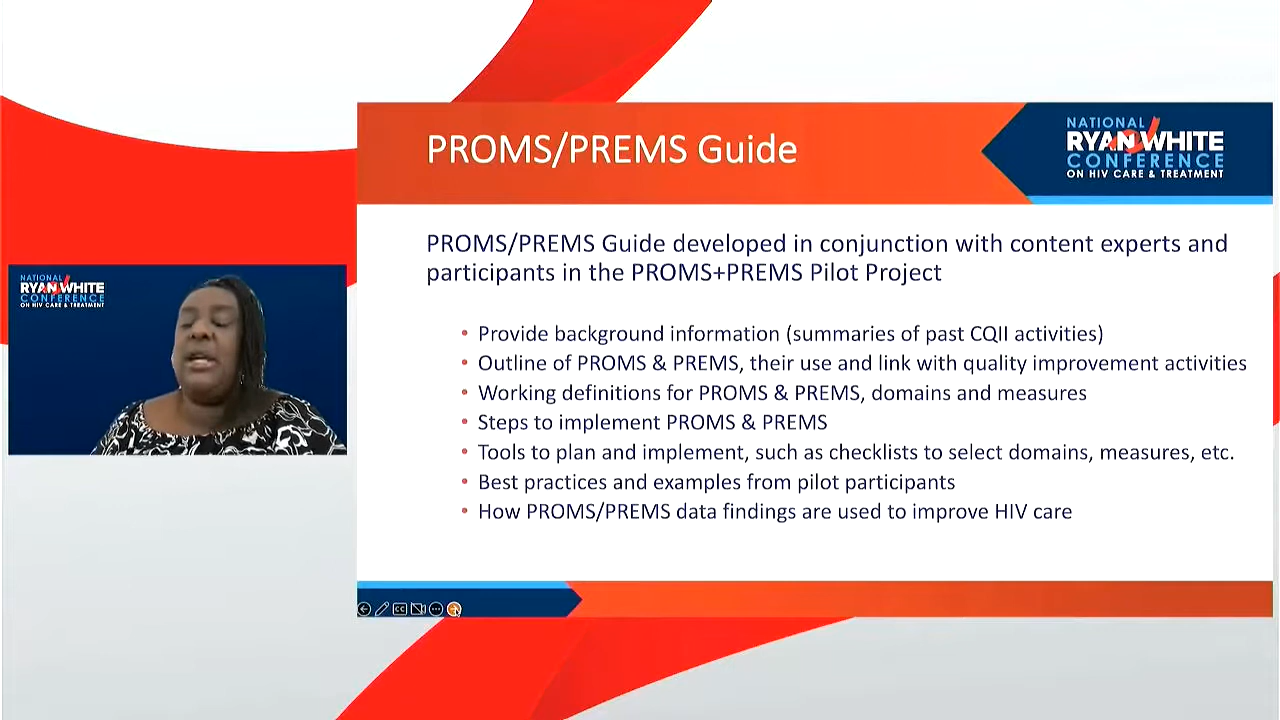 NATIONAL
RYAN WHITE
CONFERENCE
ON HIV CARE & TREATMENT
PROMS/PREMS Guide
NATIONAL
RYAN WHITE
CONFERENCE
ON HIV CARE & TREATMENT
PROMS/PREMS Guide developed in conjunction with content experts and
participants in the PROMS+PREMS Pilot Project
• Provide background information (summaries of past CQII activities)
• Outline of PROMS & PREMS, their use and link with quality improvement activities
• Working definitions for PROMS & PREMS, domains and measures
• Steps to implement PROMS & PREMS
• Tools to plan and implement, such as checklists to select domains, measures, etc.
• Best practices and examples from pilot participants
• How PROMS/PREMS data findings are used to improve HIV care
CC